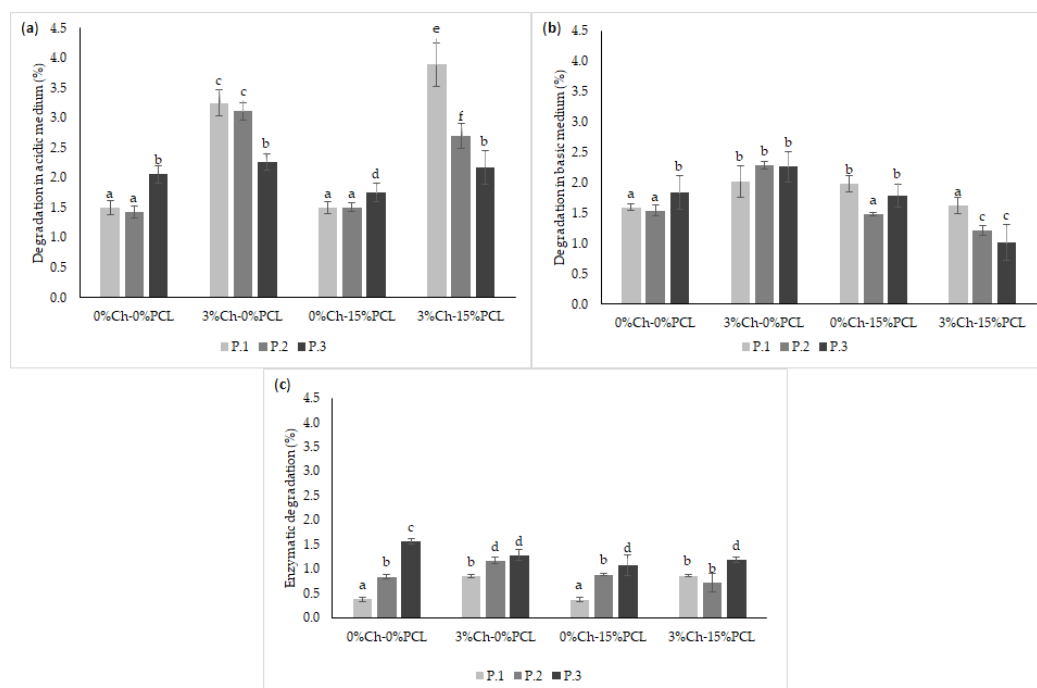 (a)
Degradation in acidic medium (%)
4.5
4.0
3.5
3.0
2.5
2.0
1.5
1.0
0.5
0.0
a a b
c c b
a a d
e f b
0%Ch-0%PCL 3%Ch-0%PCL 0%Ch-15%PCL 3%Ch-15%PCL
P.1 P.2 P.3
(b)
Degradation in basic medium (%)
4.5
4.0
3.5
3.0
2.5
2.0
1.5
1.0
0.5
0.0
a a b
b b b
b a b
a c c
0%Ch-0%PCL 3%Ch-0%PCL 0%Ch-15%PCL 3%Ch-15%PCL
P.1 P.2 P.3
(c)
Enzymatic degradation (%)
4.5
4.0
3.5
3.0
2.5
2.0
1.5
1.0
0.5
0.0
a b c
b d d
a b d
b b d
0%Ch-0%PCL 3%Ch-0%PCL 0%Ch-15%PCL 3%Ch-15%PCL
P.1 P.2 P.3